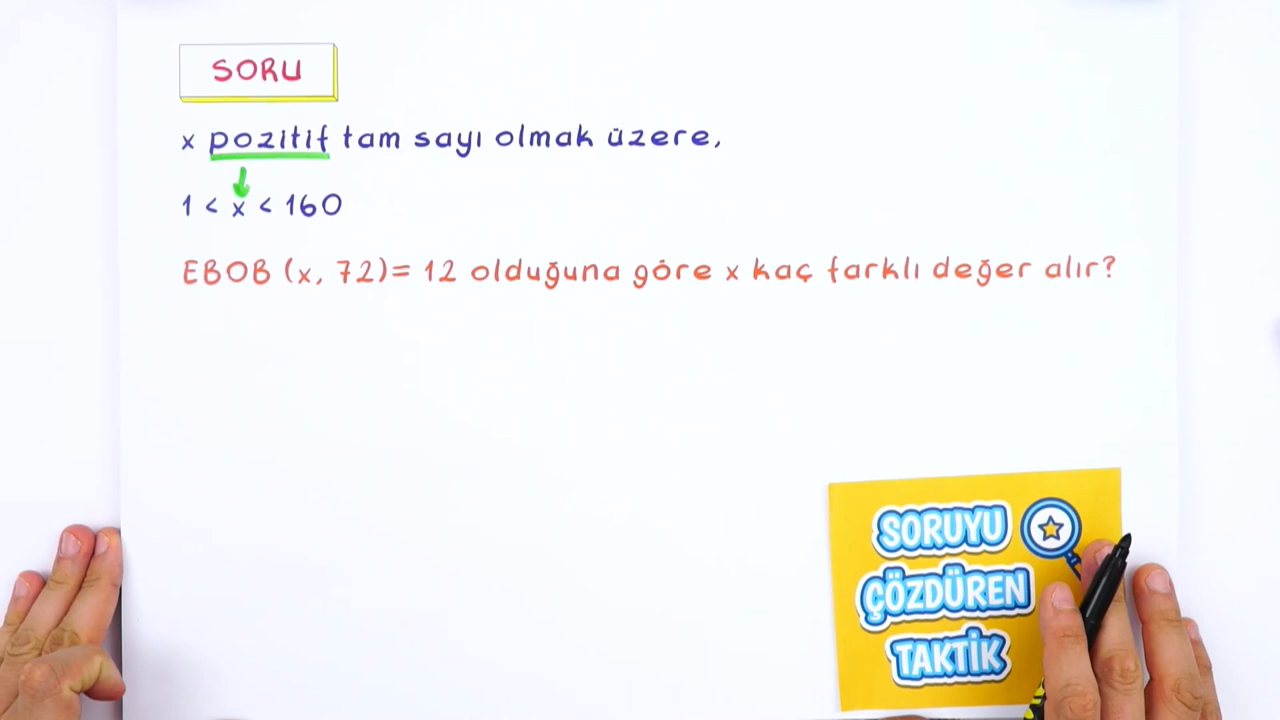 SORU
x pozitif tam sayı olmak üzere,
1 < x < 160
EBOB (x, 72)= 12 olduğuna göre x kaç farklı değer alır?
SORUYU
ÇÖZDÜREN
TAKTİK